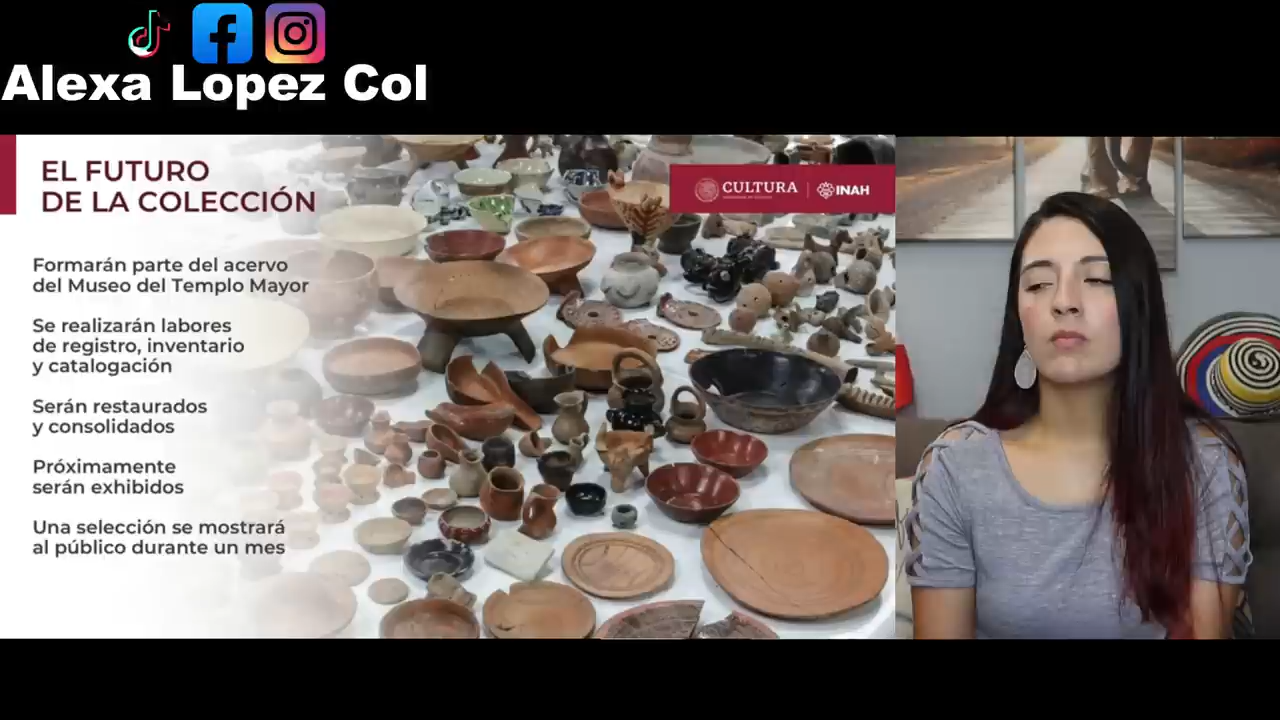 Alexa Lopez Col
EL FUTURO
DE LA COLECCIÓN
CULTURA
INAH
Formarán parte del acervo
del Museo del Templo Mayor
Se realizarán labores
de registro, inventario
y catalogación
Serán restaurados
y consolidados
Próximamente
serán exhibidos
Una selección se mostrará
al público durante un mes